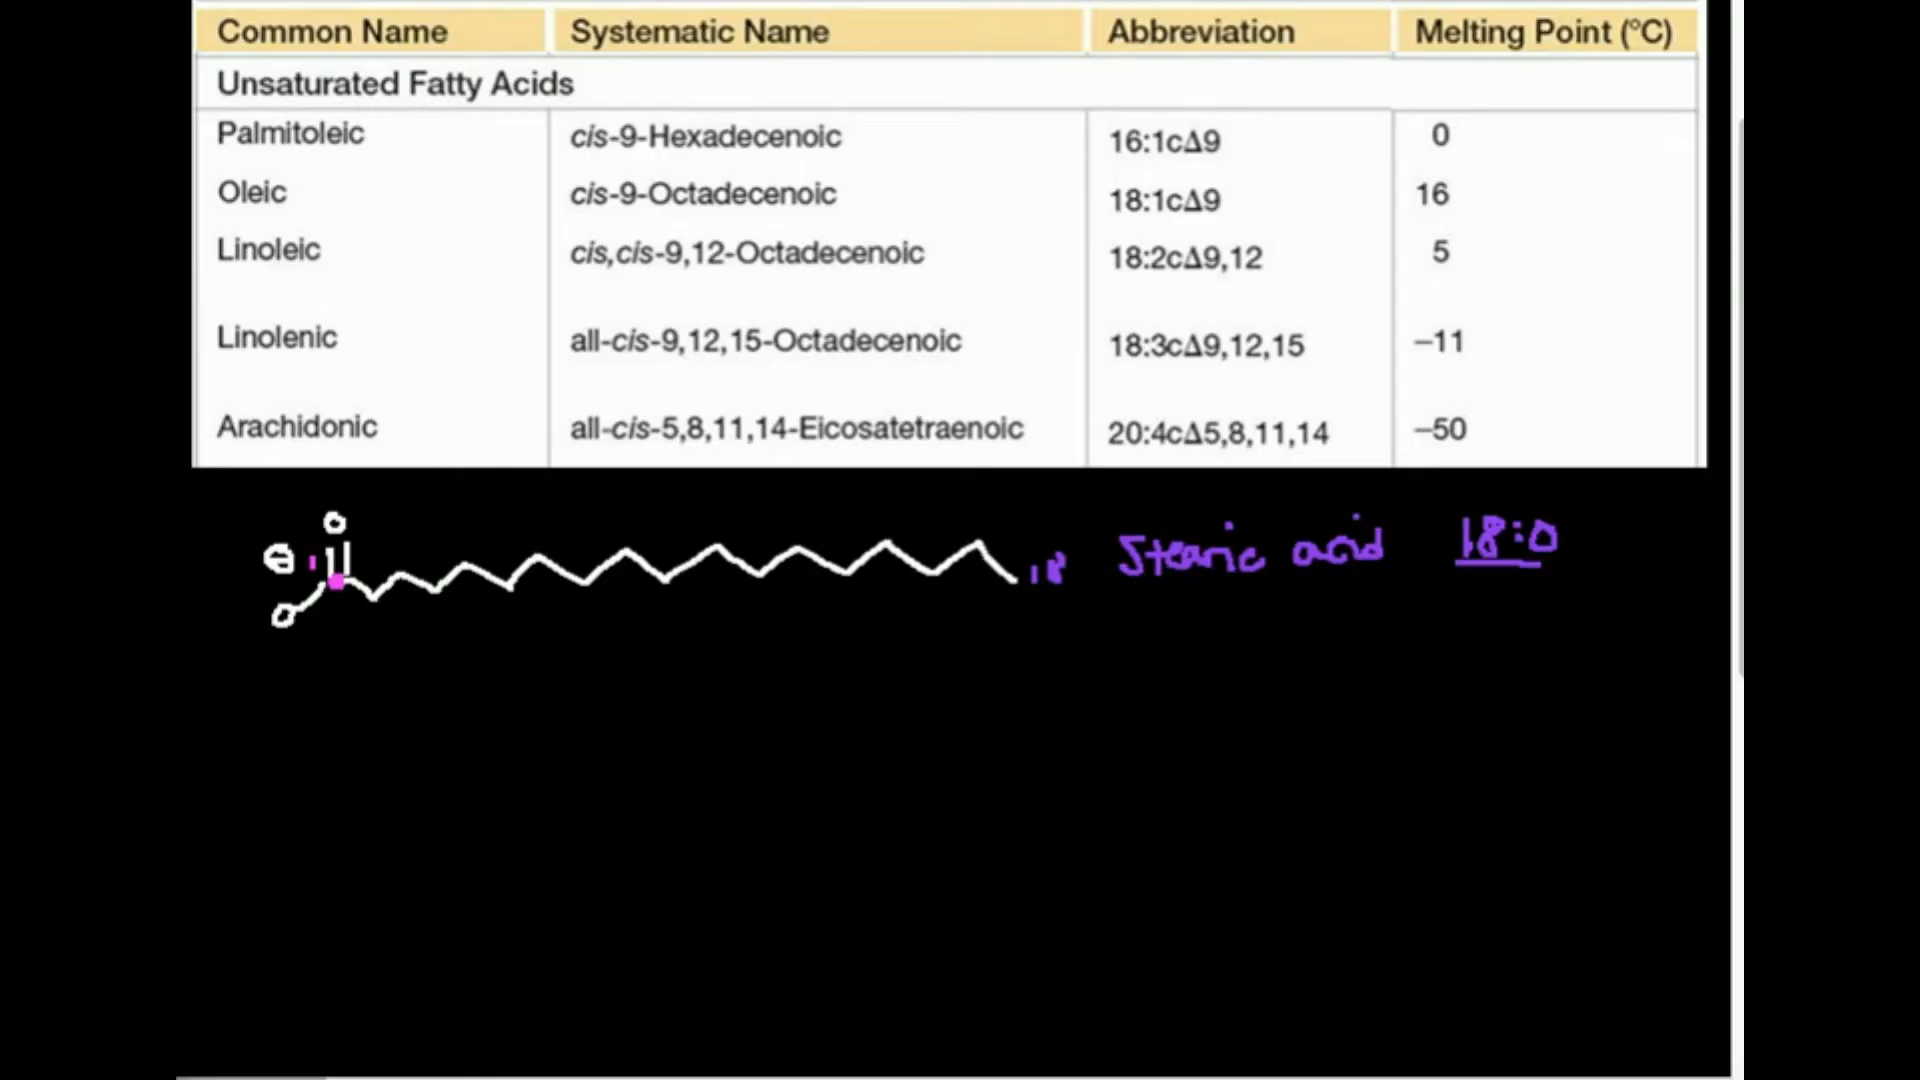 Common Name Systematic Name Abbreviation Melting Point (°C)
Unsaturated Fatty Acids
Palmitoleic cis-9-Hexadecenoic 16:1cΔ9 0
Oleic cis-9-Octadecenoic 18:1cΔ9 16
Linoleic cis,cis-9,12-Octadecenoic 18:2cΔ9,12 5
Linolenic all-cis-9,12,15-Octadecenoic 18:3cΔ9,12,15 –11
Arachidonic all-cis-5,8,11,14-Eicosatetraenoic 20:4cΔ5,8,11,14 –50
O
1
O
18 Stearic acid 18:0